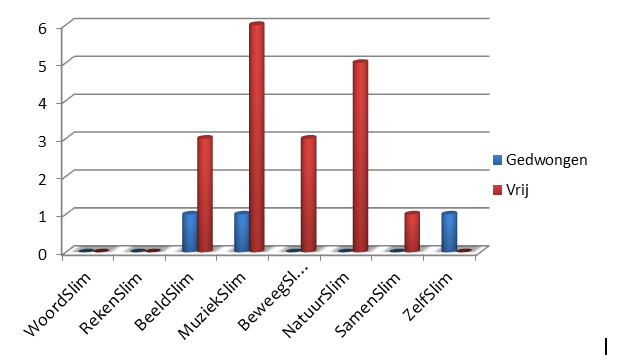 6
5
4
3
2
1
0
WoordSlim
RekenSlim
BeeldSlim
MuziekSlim
BeweegSl...
NatuurSlim
SamenSlim
ZelfSlim
Gedwongen
Vrij